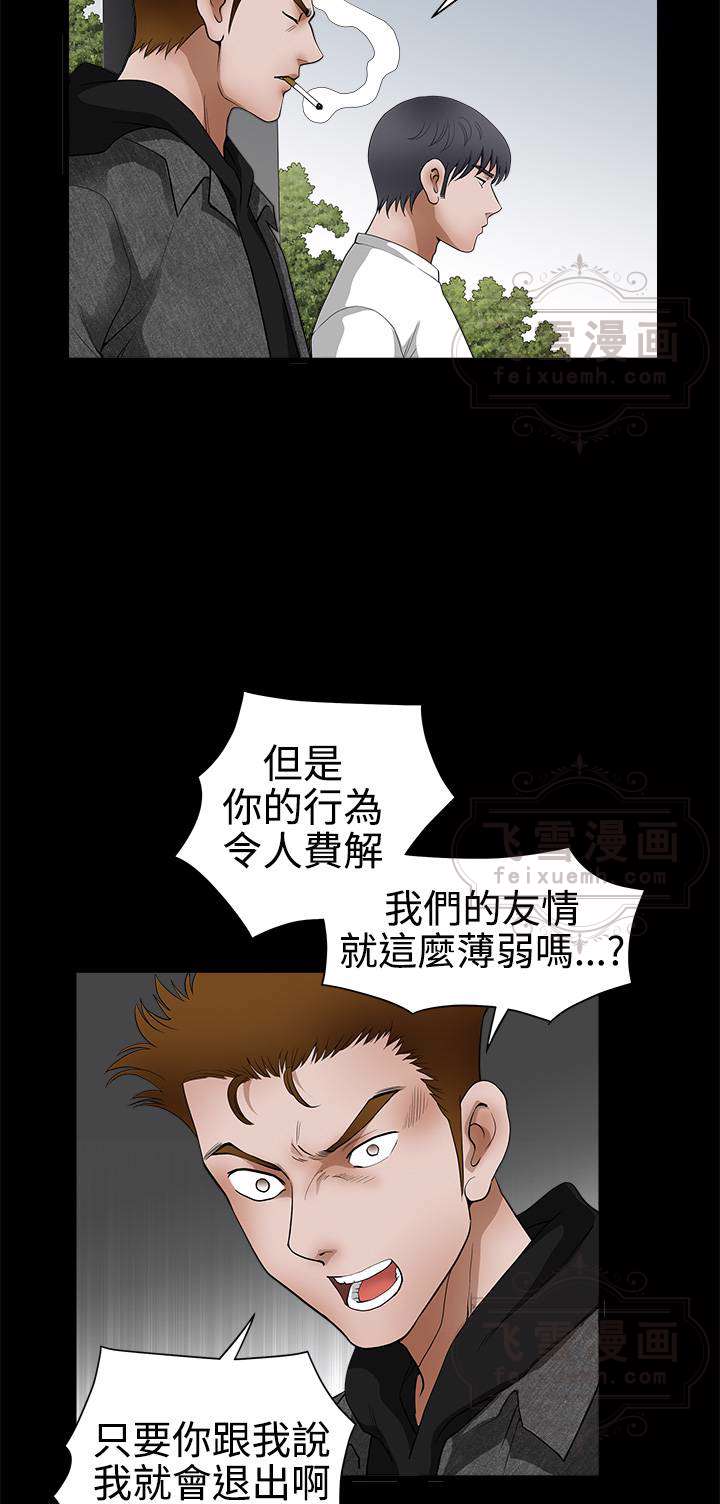 飞雪漫画
feixuemh.com
但是
你的行為
令人費解
我們的友情
就這麼薄弱嗎...?
飞雪漫画
feixuemh.com
飞雪漫画
feixuemh.com
只要你跟我說
我就會退出啊